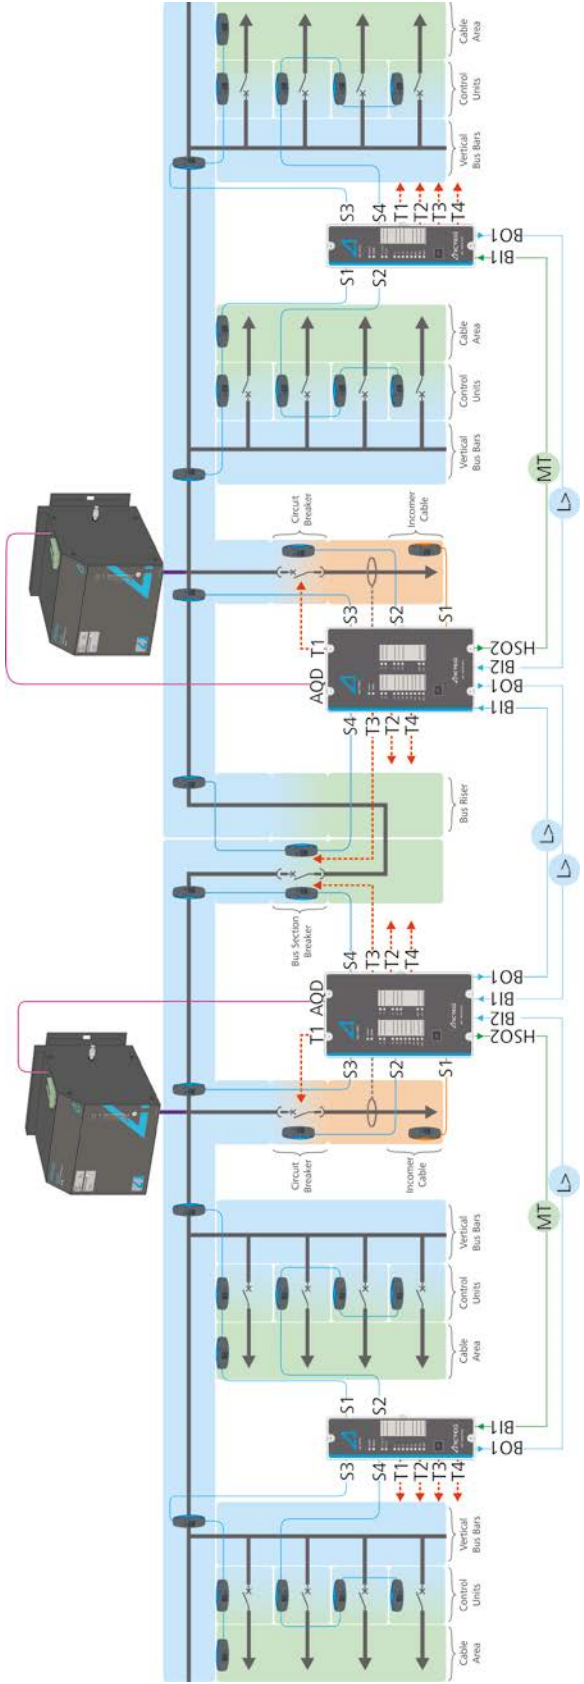 Cable
Area
Control
Units
Vertical
Bus Bars
S3
S4
T1
T2
T3
T4
BO1
BI1
S1
S2
Cable
Area
Control
Units
Vertical
Bus Bars
MT
L>
Circuit
Breaker
Incomer
Cable
S3
S2
S1
T1
AQD
HSO2
BI2
BO1
BI1
S4
T3
T2
T4
Bus Riser
L>
L>
Bus Section
Breaker
S4
T3
T2
T4
AQD
T1
BO1
BI1
BI2
HSO2
S3
S2
S1
Circuit
Breaker
Incomer
Cable
MT
L>
Vertical
Bus Bars
Control
Units
Cable
Area
S1
S2
BI1
BO1
S3
S4
T1
T2
T3
T4
Vertical
Bus Bars
Control
Units
Cable
Area